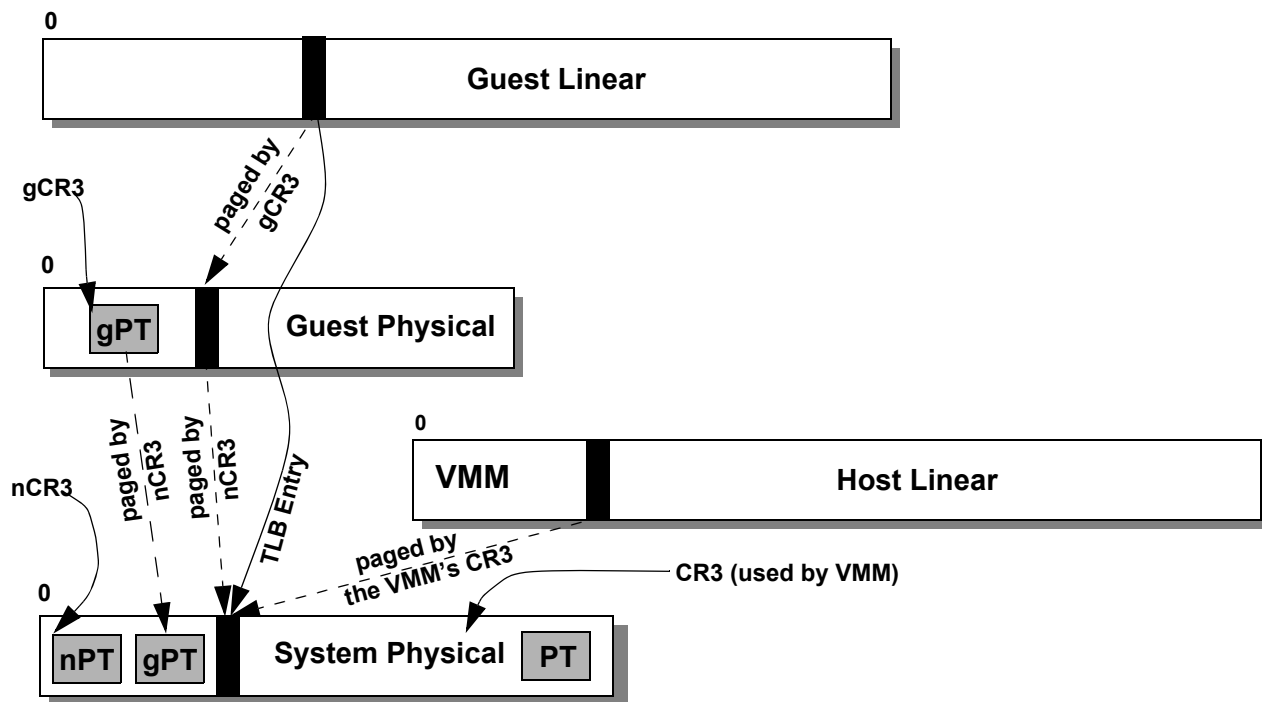 0
Guest Linear
paged by
gCR3
gCR3
0
gPT
Guest Physical
paged by
nCR3
paged by
nCR3
TLB Entry
nCR3
0
VMM
Host Linear
paged by
the VMM's CR3
CR3 (used by VMM)
0
nPT
gPT
System Physical
PT